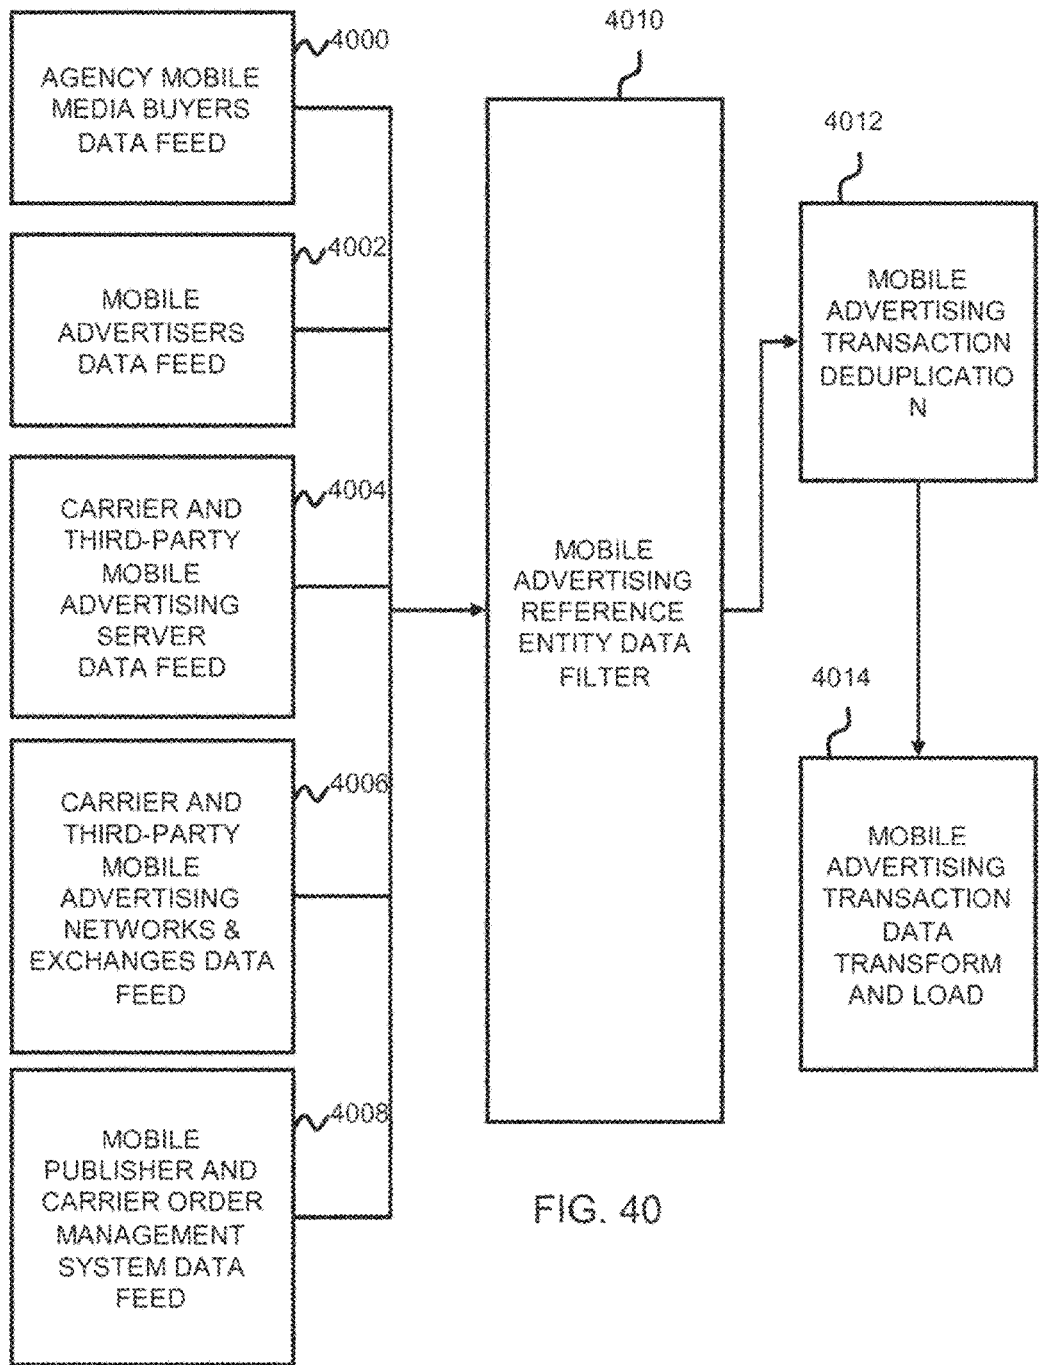 4000
AGENCY MOBILE
MEDIA BUYERS
DATA FEED
4002
MOBILE
ADVERTISERS
DATA FEED
4004
CARRIER AND
THIRD-PARTY
MOBILE
ADVERTISING
SERVER
DATA FEED
4006
CARRIER AND
THIRD-PARTY
MOBILE
ADVERTISING
NETWORKS &
EXCHANGES DATA
FEED
4008
MOBILE
PUBLISHER AND
CARRIER ORDER
MANAGEMENT
SYSTEM DATA
FEED
4010
MOBILE
ADVERTISING
REFERENCE
ENTITY DATA
FILTER
4012
MOBILE
ADVERTISING
TRANSACTION
DEDUPLICATIO
N
4014
MOBILE
ADVERTISING
TRANSACTION
DATA
TRANSFORM
AND LOAD
FIG. 40